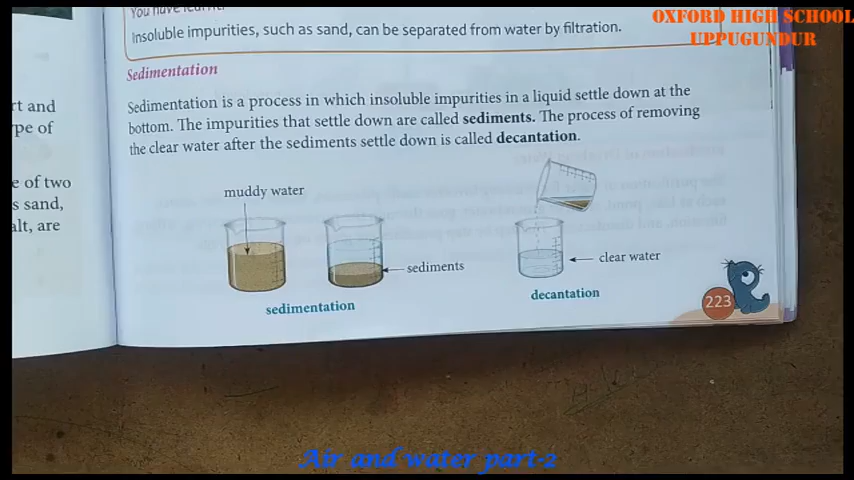 OXFORD HIGH SCHOOL
UPPUGUNDUR
You have
Insoluble impurities, such as sand, can be separated from water by filtration.
Sedimentation
Sedimentation is a process in which insoluble impurities in a liquid settle down at the
bottom. The impurities that settle down are called sediments. The process of removing
the clear water after the sediments settle down is called decantation.
rt and
pe of
e of two
s sand,
alt, are
muddy water
sediments
clear water
sedimentation
decantation
223
Air and water part-2